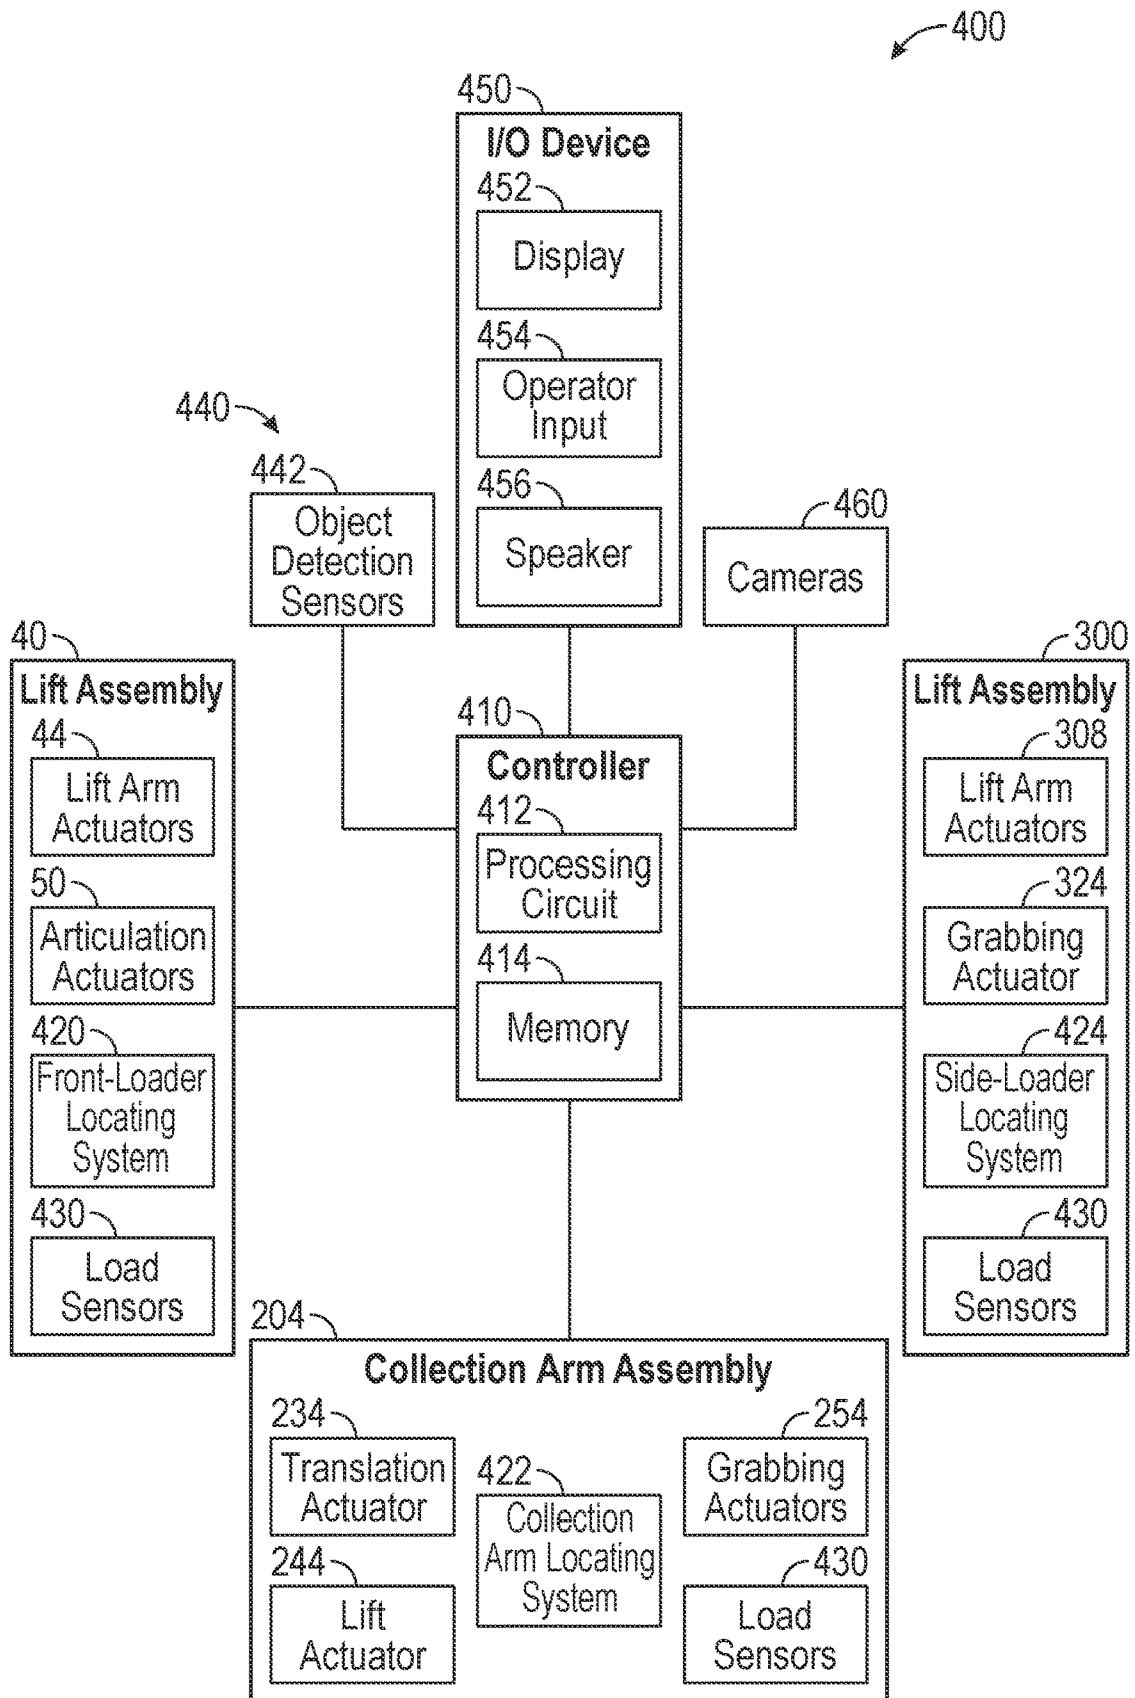 400
450
I/O Device
452
Display
454
Operator
Input
456
Speaker
440
442
Object
Detection
Sensors
460
Cameras
40
Lift Assembly
44
Lift Arm
Actuators
50
Articulation
Actuators
420
Front-Loader
Locating
System
430
Load
Sensors
410
Controller
412
Processing
Circuit
414
Memory
300
Lift Assembly
308
Lift Arm
Actuators
324
Grabbing
Actuator
424
Side-Loader
Locating
System
430
Load
Sensors
204
Collection Arm Assembly
234
Translation
Actuator
244
Lift
Actuator
422
Collection
Arm Locating
System
254
Grabbing
Actuators
430
Load
Sensors